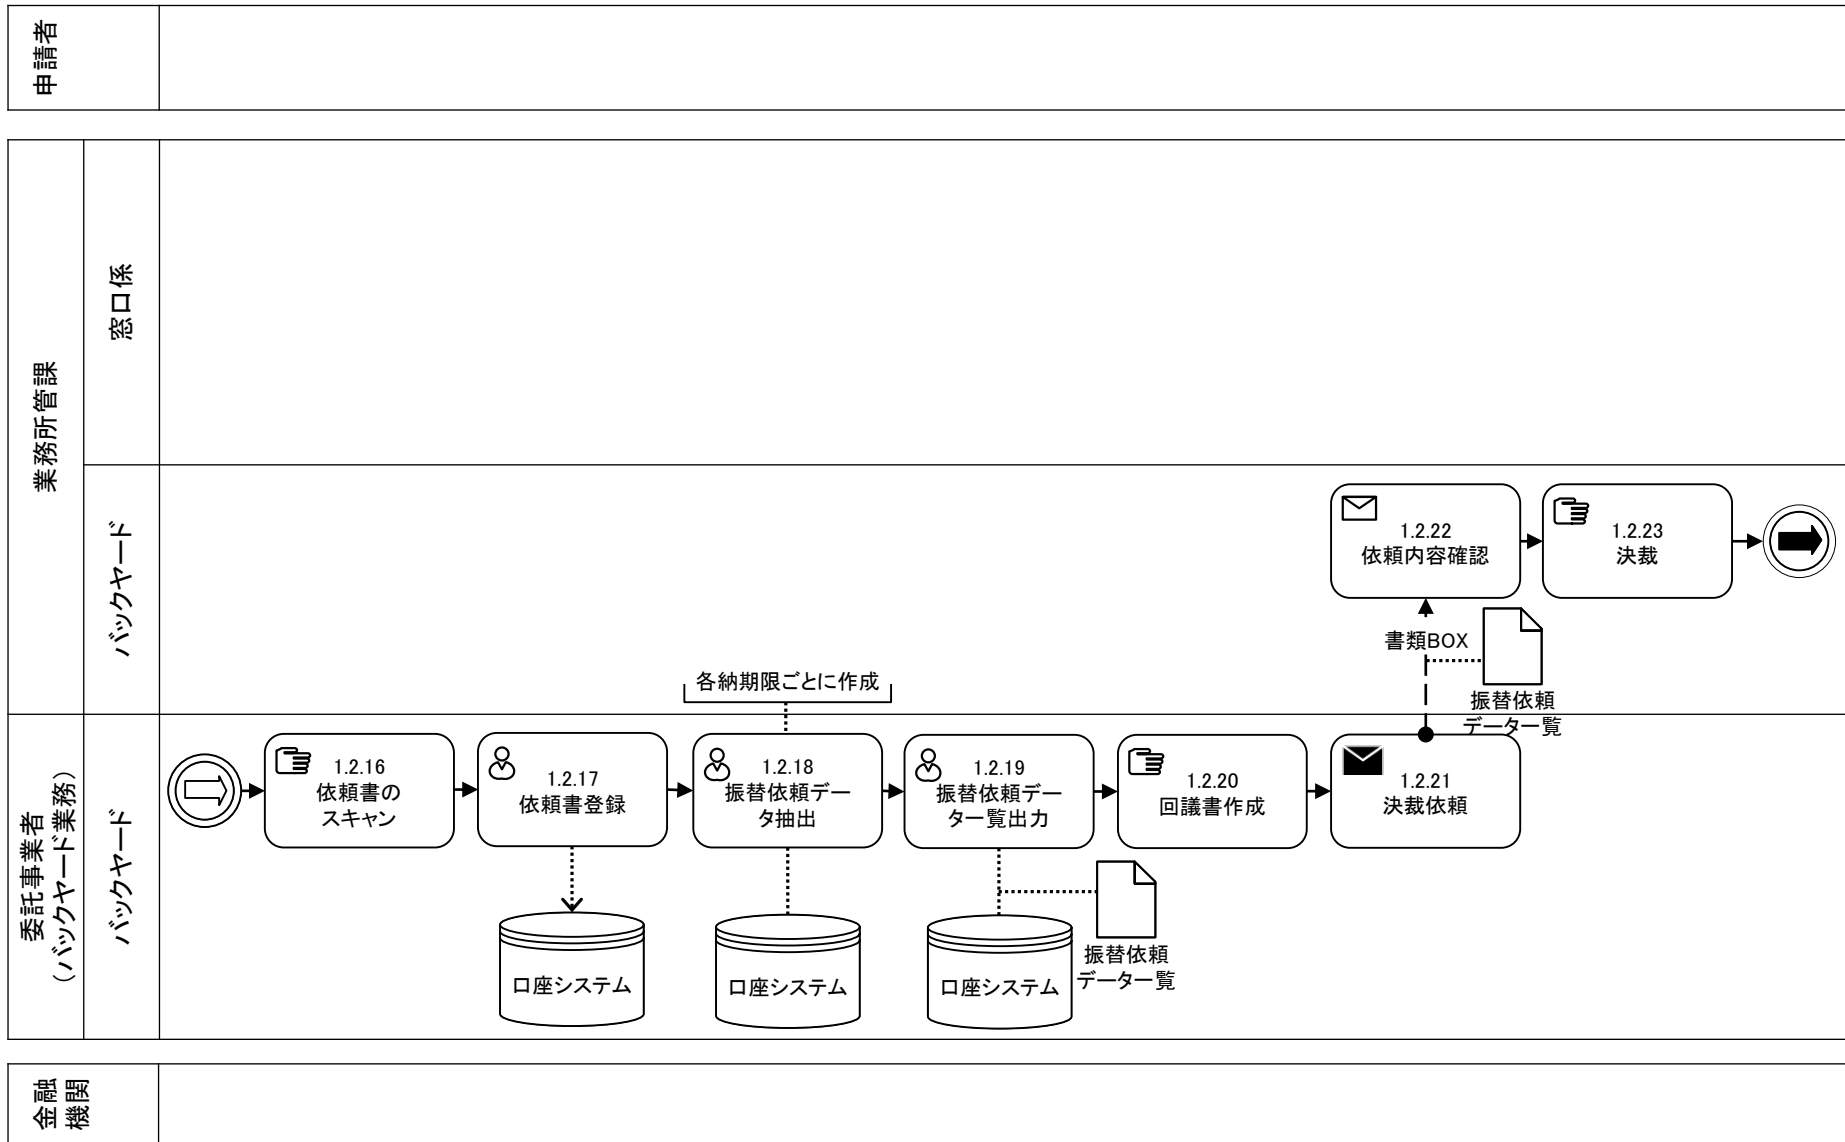 申請者
業務所管課
窓口係
バックヤード
1.2.22
依頼内容確認
1.2.23
決裁
書類BOX
振替依頼
データ一覧
各納期限ごとに作成
委託事業者
（バックヤード業務）
バックヤード
1.2.16
依頼書の
スキャン
1.2.17
依頼書登録
1.2.18
振替依頼デー
タ抽出
1.2.19
振替依頼デー
タ一覧出力
1.2.20
回議書作成
1.2.21
決裁依頼
口座システム
口座システム
口座システム
振替依頼
データ一覧
金融
機関